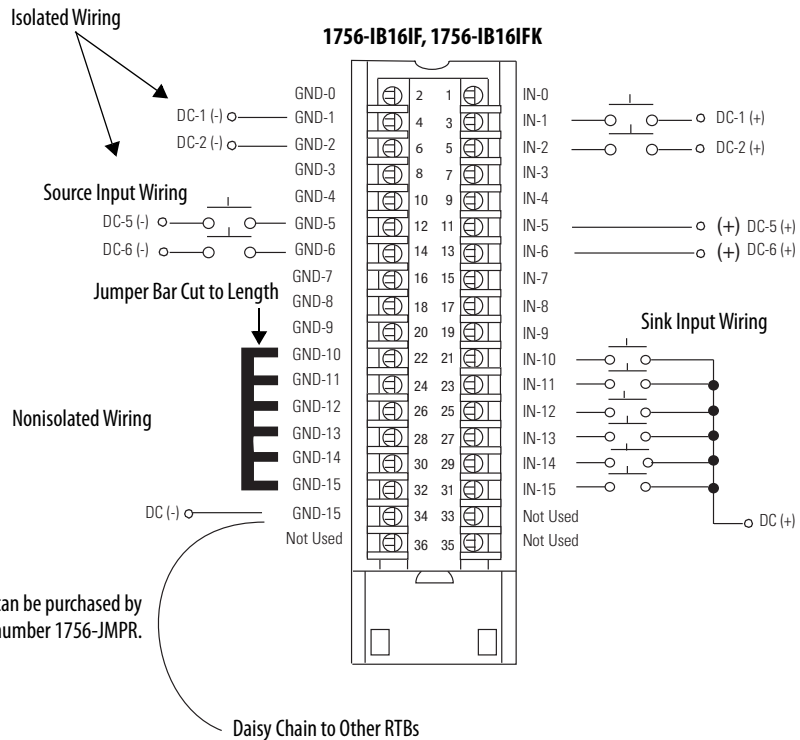 Isolated Wiring
1756-IB16IF, 1756-IB16IFK
GND-0 2 1 IN-0
DC-1 (-) GND-1 4 3 IN-1 DC-1 (+)
DC-2 (-) GND-2 6 5 IN-2 DC-2 (+)
GND-3 8 7 IN-3
Source Input Wiring
GND-4 10 9 IN-4
DC-5 (-) GND-5 12 11 IN-5 (+) DC-5 (+)
DC-6 (-) GND-6 14 13 IN-6 (+) DC-6 (+)
GND-7 16 15 IN-7
Jumper Bar Cut to Length
GND-8 18 17 IN-8
GND-9 20 19 IN-9
Sink Input Wiring
GND-10 22 21 IN-10
GND-11 24 23 IN-11
Nonisolated Wiring
GND-12 26 25 IN-12
GND-13 28 27 IN-13
GND-14 30 29 IN-14
GND-15 32 31 IN-15
DC (-) GND-15 34 33 Not Used DC (+)
Not Used 36 35 Not Used
can be purchased by
number 1756-JMPR.
Daisy Chain to Other RTBs